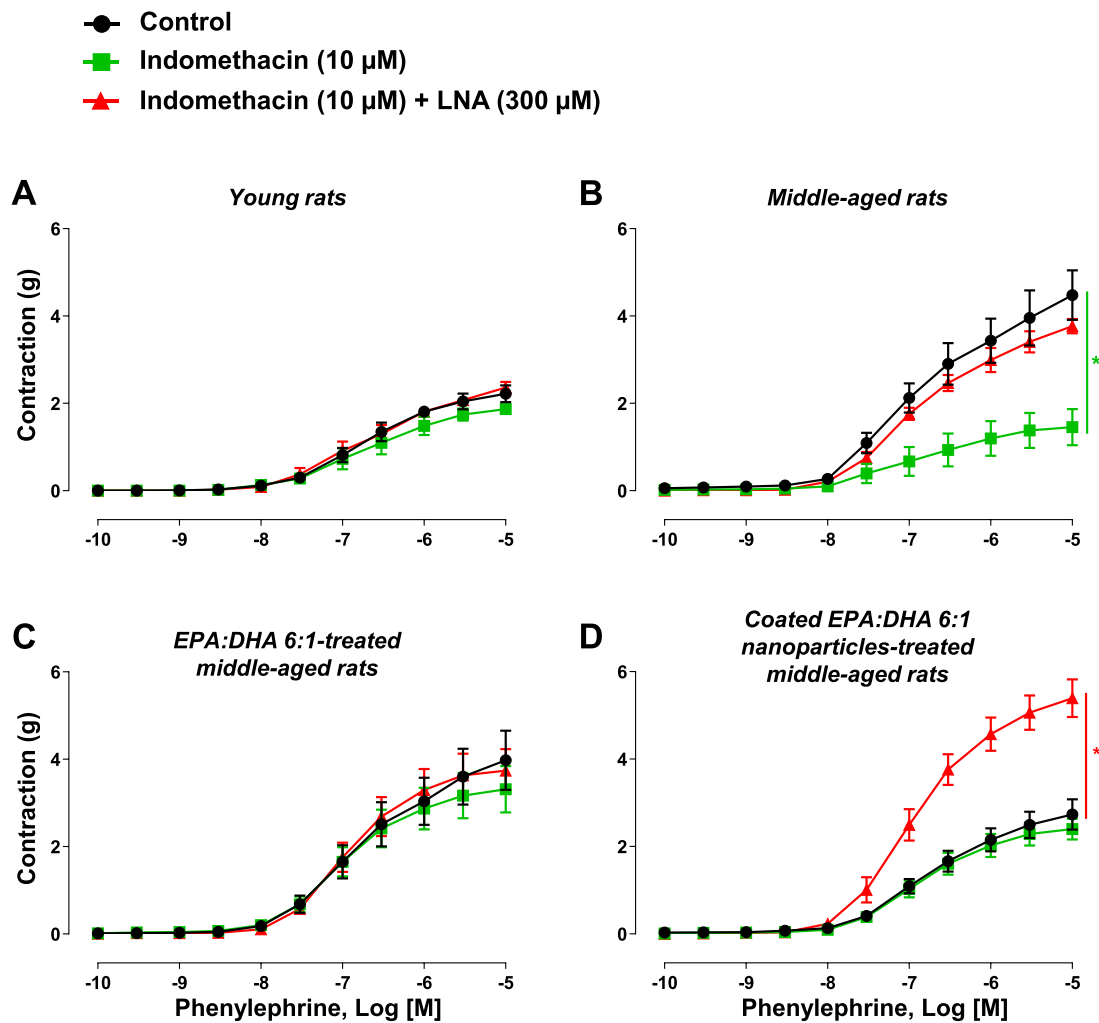 Control
Indomethacin (10 µM)
Indomethacin (10 µM) + LNA (300 µM)
A
Young rats
6
4
2
0
Contraction (g)
-10 -9 -8 -7 -6 -5
B
Middle-aged rats
6
4
2
0
*
-10 -9 -8 -7 -6 -5
C
EPA:DHA 6:1-treated
middle-aged rats
6
4
2
0
Contraction (g)
-10 -9 -8 -7 -6 -5
Phenylephrine, Log [M]
D
Coated EPA:DHA 6:1
nanoparticles-treated
middle-aged rats
6
4
2
0
*
-10 -9 -8 -7 -6 -5
Phenylephrine, Log [M]